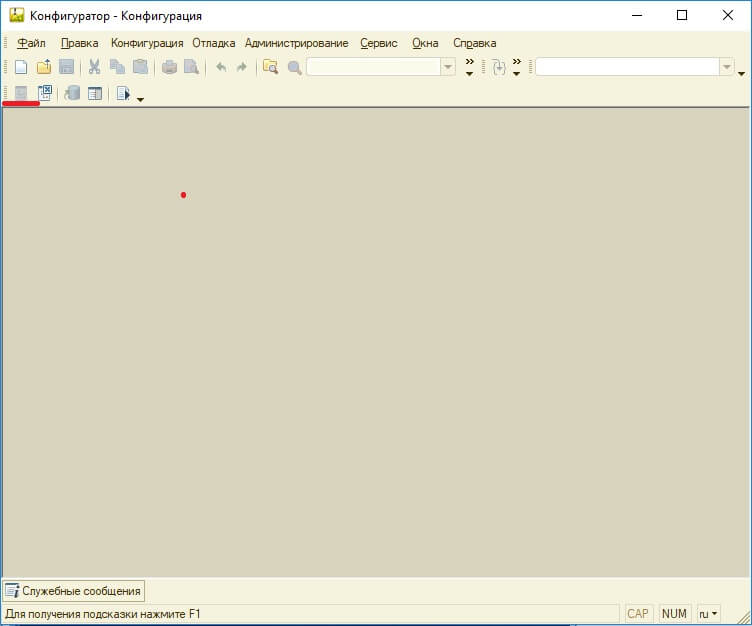 Конфигуратор - Конфигурация
Файл Правка Конфигурация Отладка Администрирование Сервис Окна Справка
Служебные сообщения
Для получения подсказки нажмите F1 CAP NUM ru